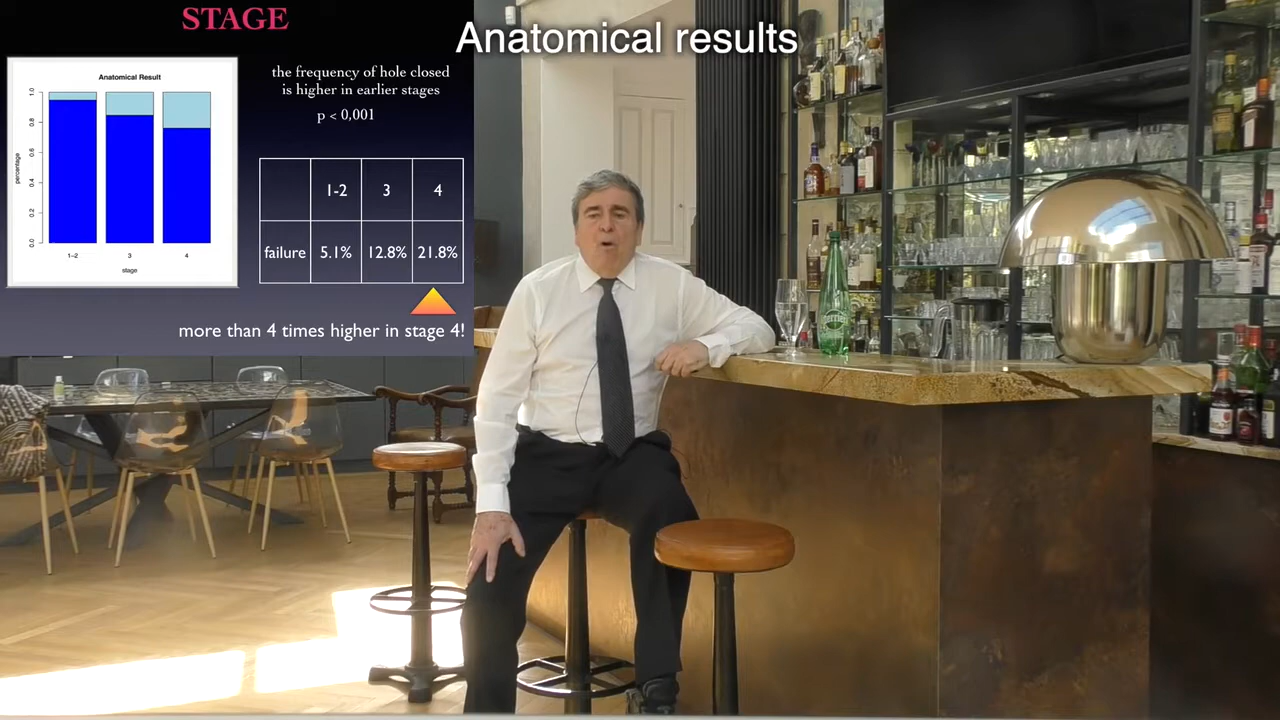 STAGE
Anatomical results
Anatomical Result
percentage
1.0
0.8
0.6
0.4
0.2
0.0
1-2
3
4
stage
the frequency of hole closed
is higher in earlier stages
p < 0,001
1-2 3 4
failure 5.1% 12.8% 21.8%
more than 4 times higher in stage 4!
perrier